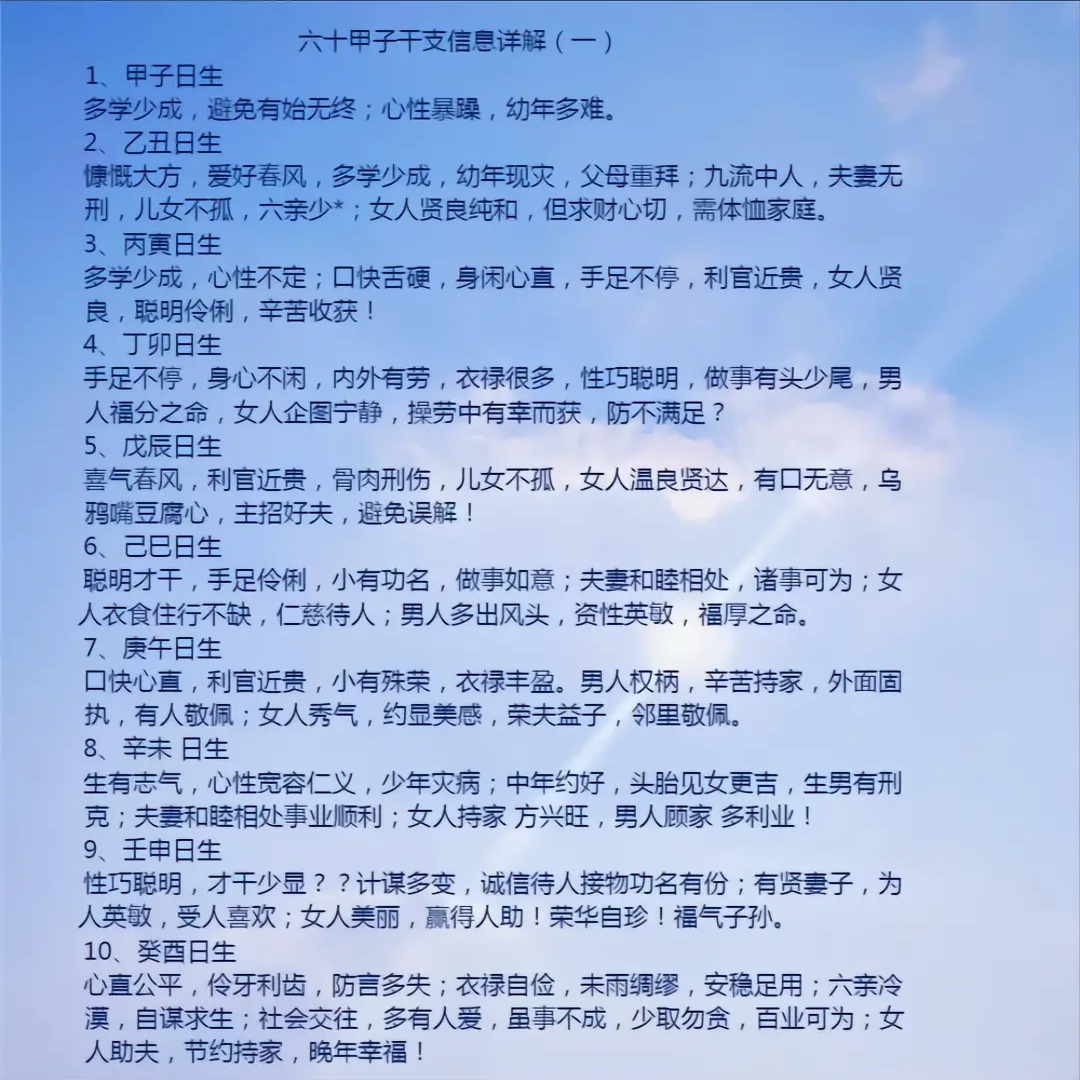 六十甲子干支信息详解（一）
1、甲子日生
多学少成，避免有始无终；心性暴躁，幼年多难。
2、乙丑日生
慷慨大方，爱好春风，多学少成，幼年现灾，父母重拜；九流中人，夫妻无
刑，儿女不孤，六亲少*；女人贤良纯和，但求财心切，需体恤家庭。
3、丙寅日生
多学少成，心性不定；口快舌硬，身闲心直，手足不停，利官近贵，女人贤
良，聪明伶俐，辛苦收获！
4、丁卯日生
手足不停，身心不闲，内外有劳，衣禄很多，性巧聪明，做事有头少尾，男
人福分之命，女人企图宁静，操劳中有幸而获，防不满足？
5、戊辰日生
喜气春风，利官近贵，骨肉刑伤，儿女不孤，女人温良贤达，有口无意，乌
鸦嘴豆腐心，主招好夫，避免误解！
6、己巳日生
聪明才干，手足伶俐，小有功名，做事如意；夫妻和睦相处，诸事可为；女
人衣食住行不缺，仁慈待人；男人多出风头，资性英敏，福厚之命。
7、庚午日生
口快心直，利官近贵，小有殊荣，衣禄丰盈。男人权柄，辛苦持家，外面固
执，有人敬佩；女人秀气，约显美感，荣夫益子，邻里敬佩。
8、辛未 日生
生有志气，心性宽容仁义，少年灾病；中年约好，头胎见女更吉，生男有刑
克；夫妻和睦相处事业顺利；女人持家 方兴旺，男人顾家 多利业！
9、壬申日生
性巧聪明，才干少显？？计谋多变，诚信待人接物功名有份；有贤妻子，为
人英敏，受人喜欢；女人美丽，赢得人助！荣华自珍！福气子孙。
10、癸酉日生
心直公平，伶牙利齿，防言多失；衣禄自俭，未雨绸缪，安稳足用；六亲冷
漠，自谋求生；社会交往，多有人爱，虽事不成，少取勿贪，百业可为；女
人助夫，节约持家，晚年幸福！